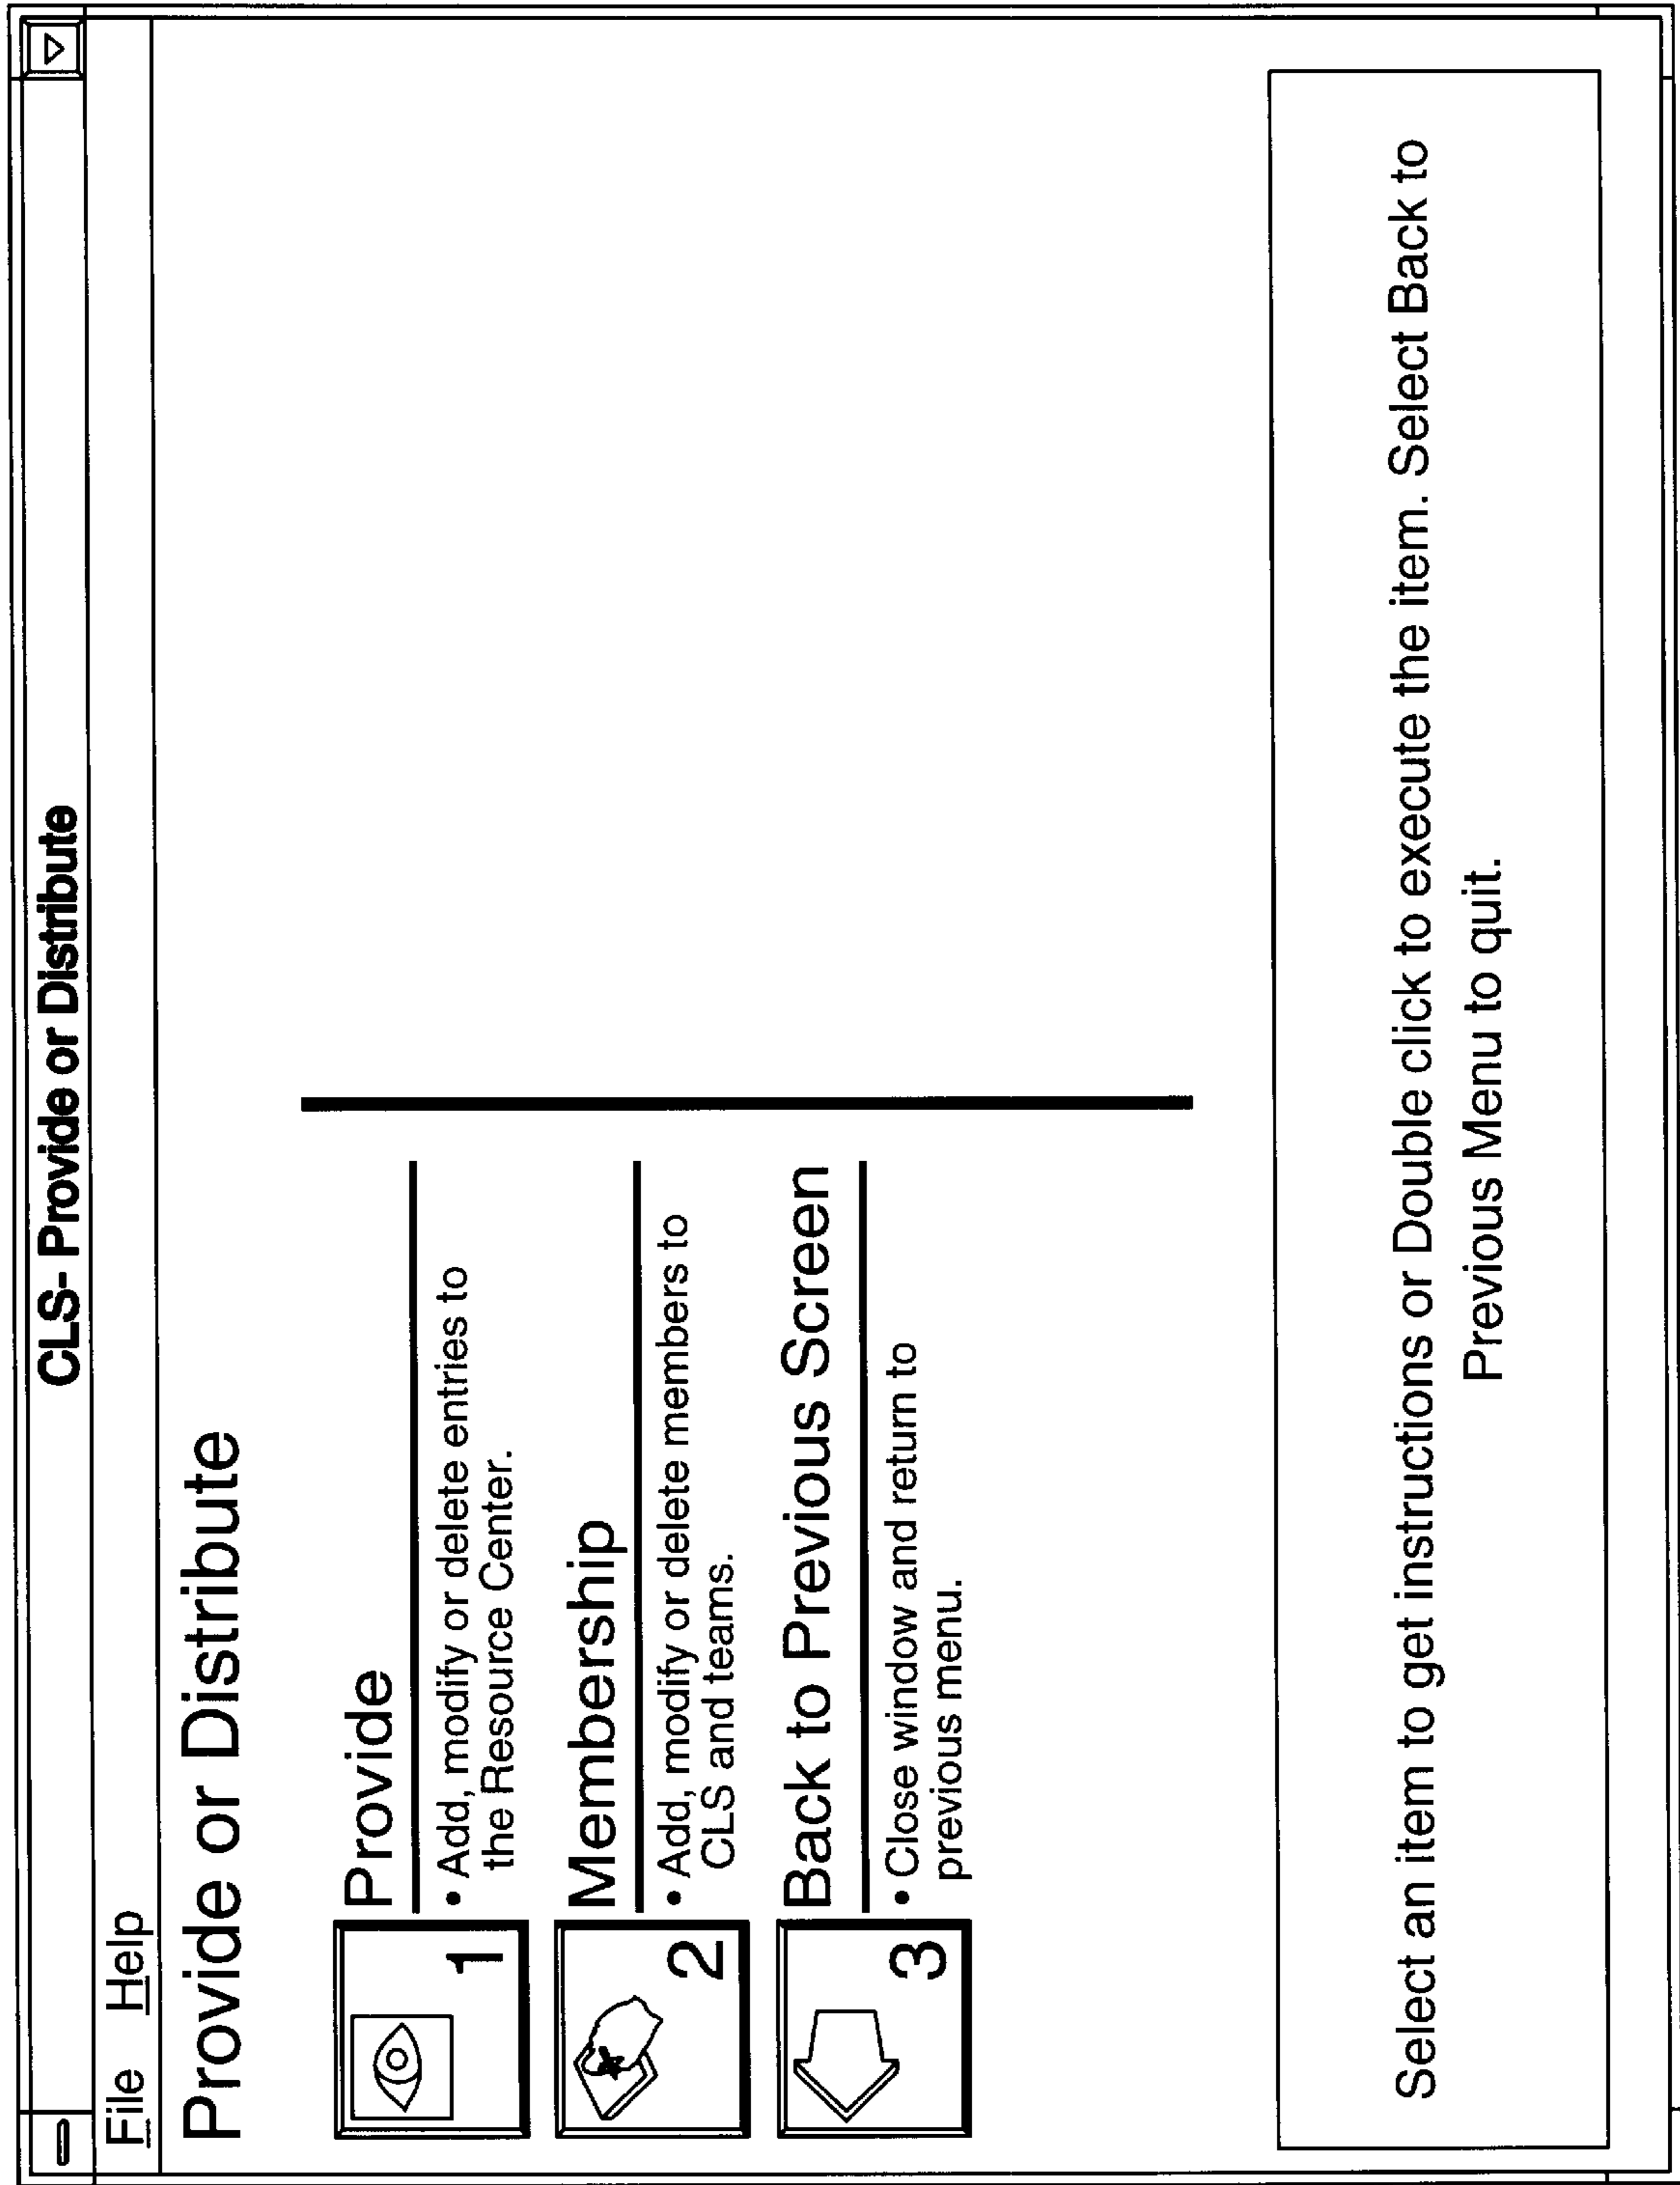 CLS- Provide or Distribute
File Help
Provide or Distribute
1
Provide
• Add, modify or delete entries to
the Resource Center.
2
Membership
• Add, modify or delete members to
CLS and teams.
3
Back to Previous Screen
• Close window and return to
previous menu.
Select an item to get instructions or Double click to execute the item. Select Back to
Previous Menu to quit.